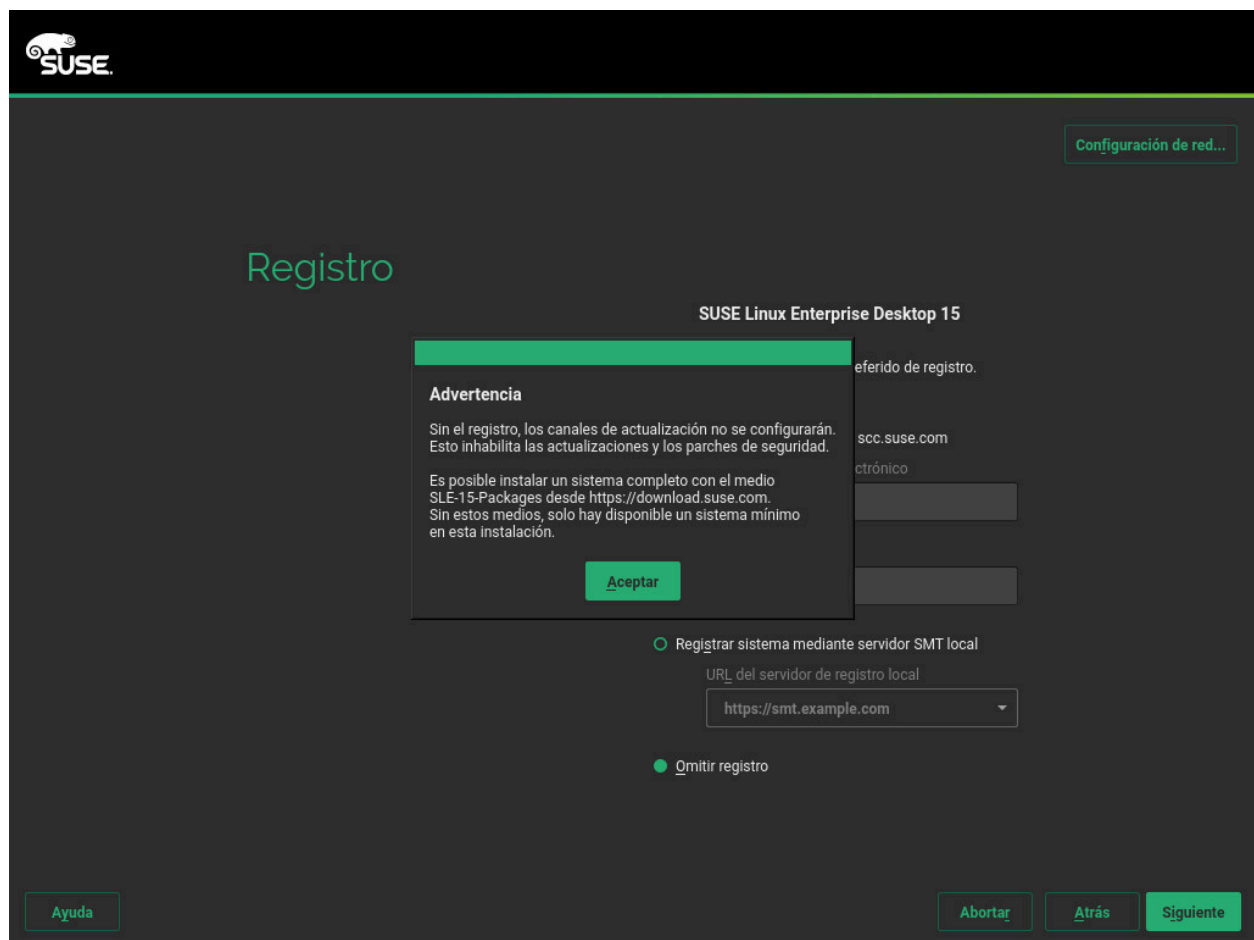 SUSE.
Configuración de red...
Registro
SUSE Linux Enterprise Desktop 15
eferido de registro.
Advertencia
Sin el registro, los canales de actualización no se configurarán.
Esto inhabilita las actualizaciones y los parches de seguridad.
scc.suse.com
ctrónico
Es posible instalar un sistema completo con el medio
SLE-15-Packages desde https://download.suse.com.
Sin estos medios, solo hay disponible un sistema mínimo
en esta instalación.
Aceptar
Registrar sistema mediante servidor SMT local
URL del servidor de registro local
https://smt.example.com
Omitir registro
Ayuda
Abortar
Atrás
Siguiente